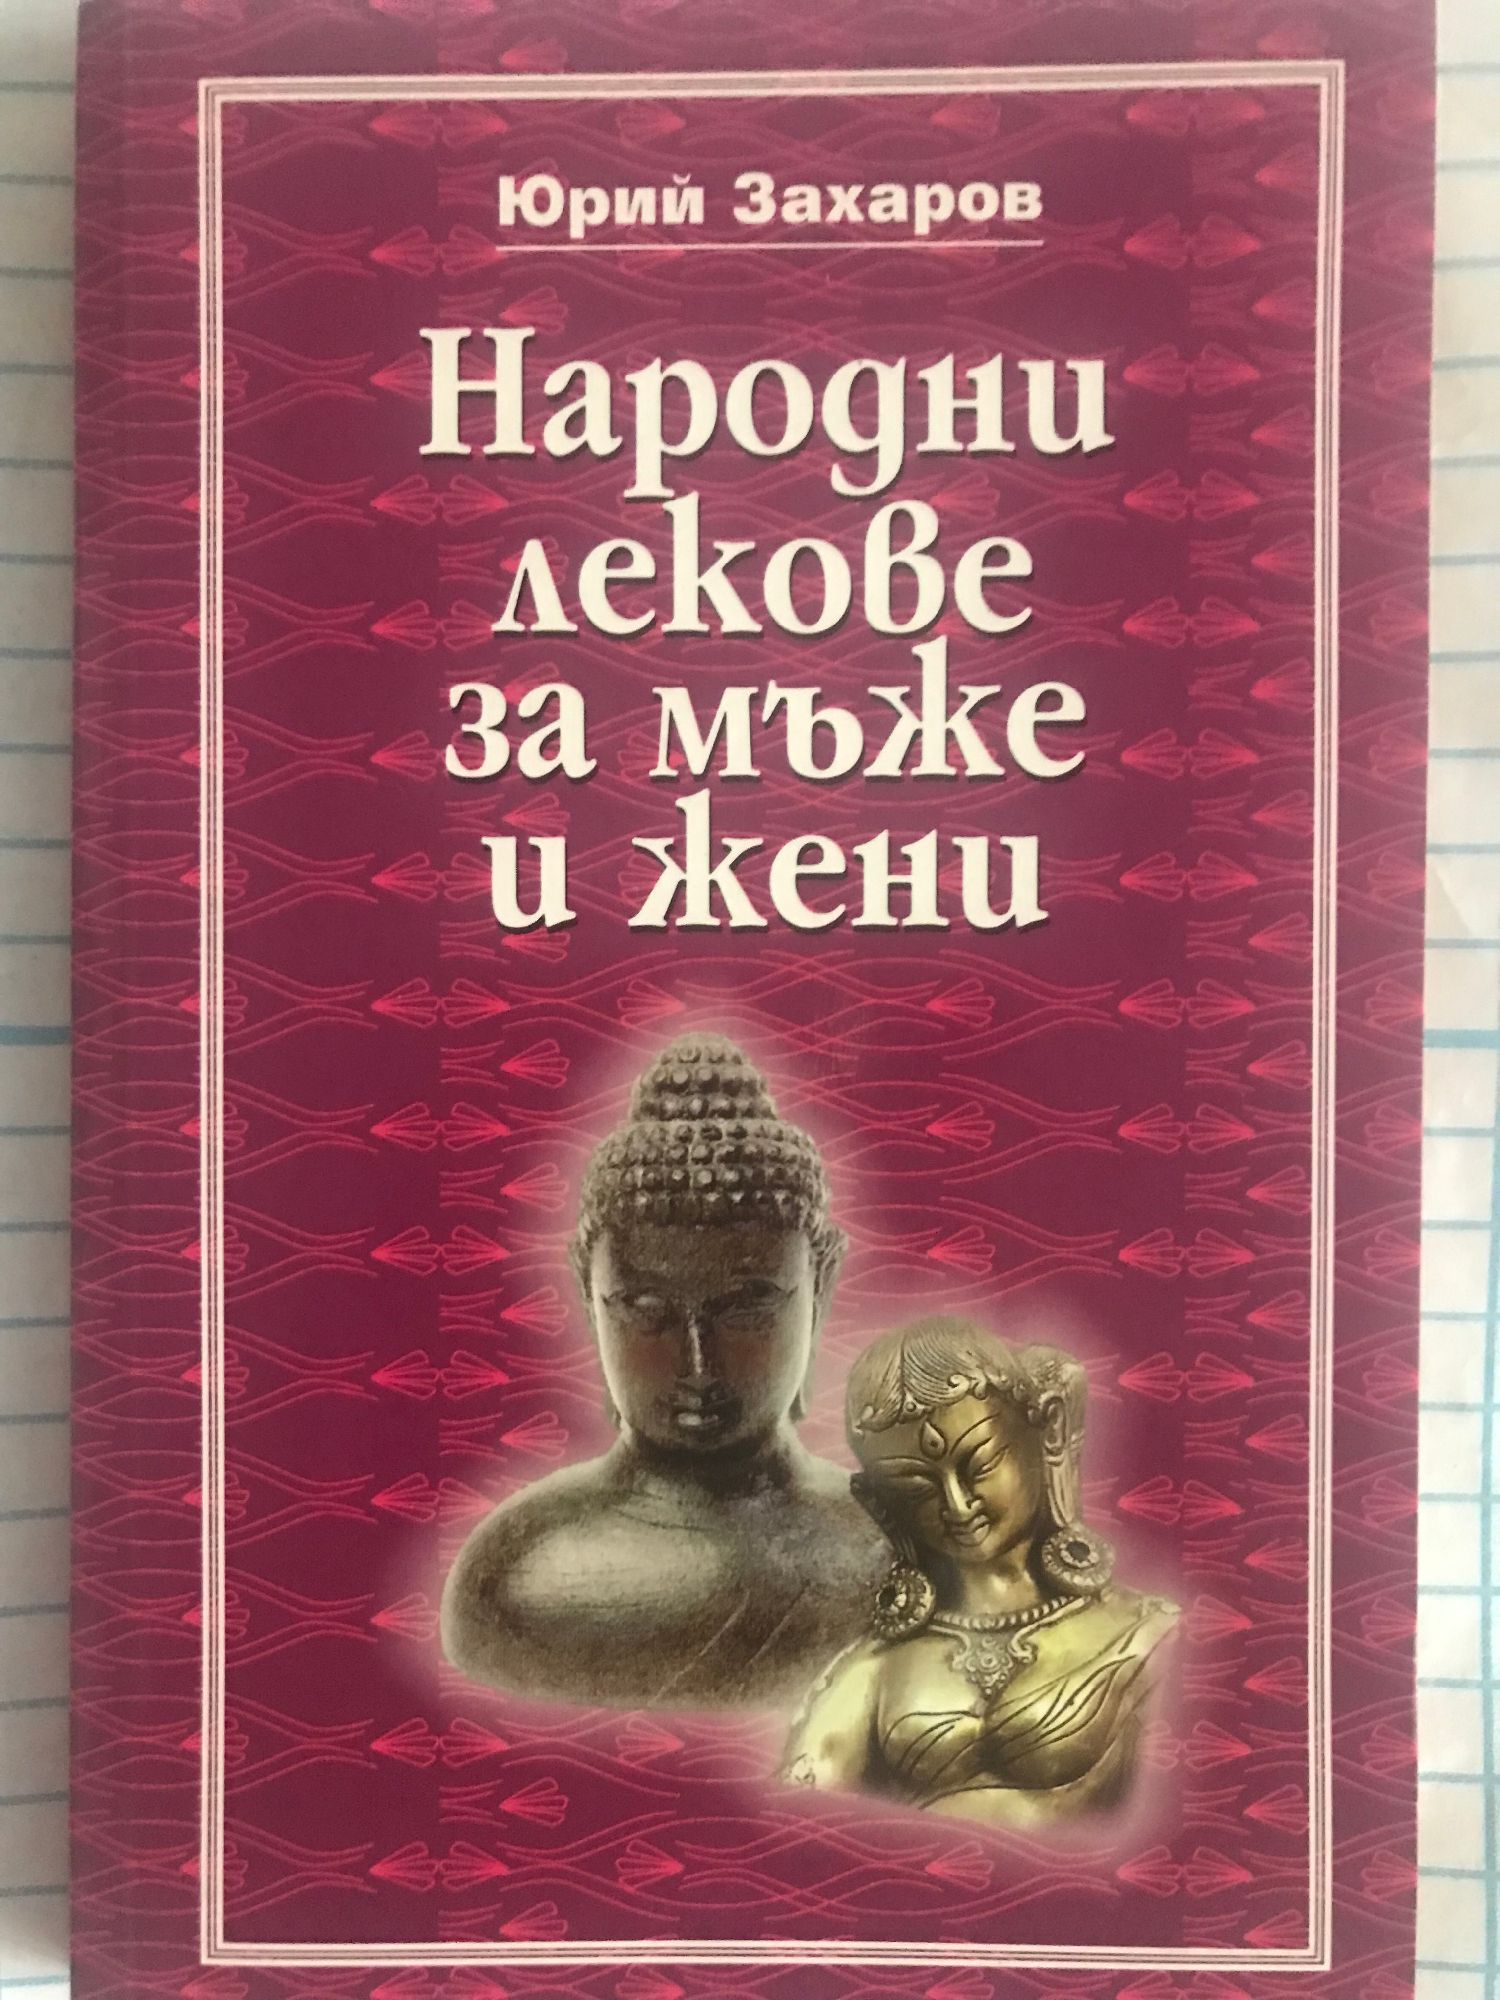 Юрий Захаров
Народни
лекове
за мъже
и жени